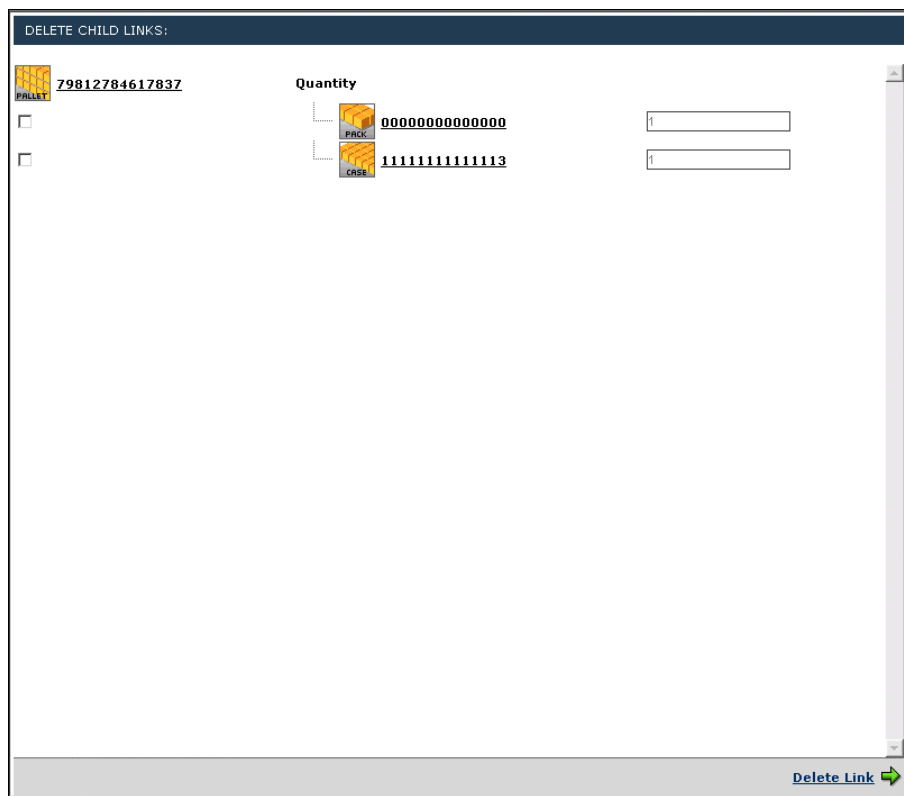 DELETE CHILD LINKS:
PALLET 79812784617837 Quantity
PACK 00000000000000 1
CASE 11111111111113 1
Delete Link